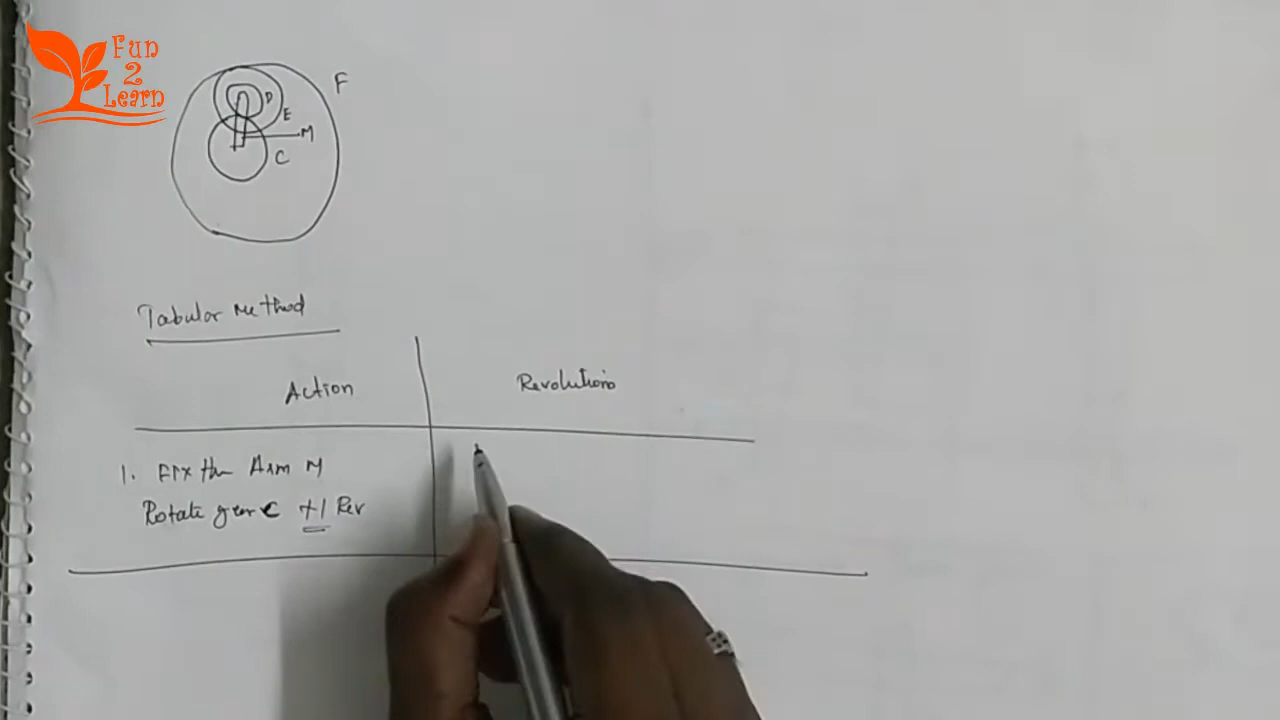 Fun
2
Learn
F
D
E
M
C
Tabular Method
Action
Revolutions
1. Fix the Arm M
Rotate gear C +1 Rev